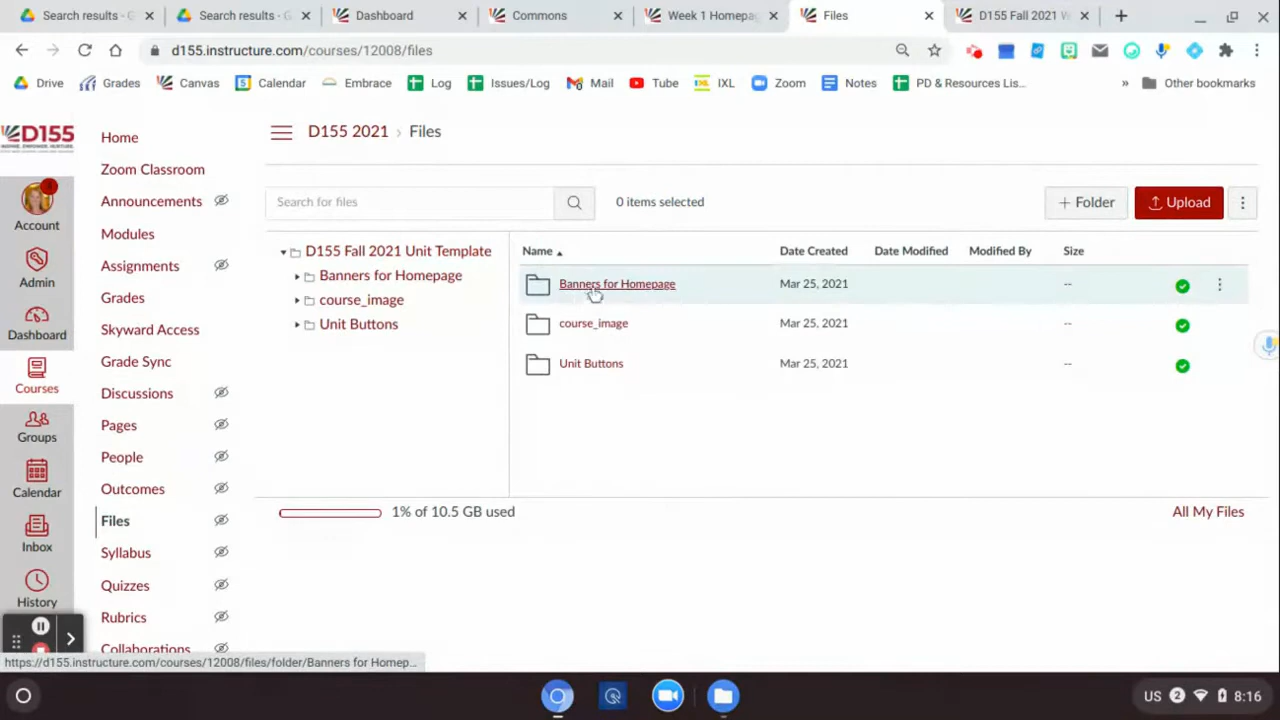 Search results - G
Search results - G
Dashboard
Commons
Week 1 Homepag
Files
D155 Fall 2021 W
d155.instructure.com/courses/12008/files
Drive
Grades
Canvas
Calendar
Embrace
Log
Issues/Log
Mail
Tube
IXL
Zoom
Notes
PD & Resources Lis...
»
Other bookmarks
D155
Account
Admin
Dashboard
Courses
Groups
Calendar
Inbox
History
Home
Zoom Classroom
Announcements
Modules
Assignments
Grades
Skyward Access
Grade Sync
Discussions
Pages
People
Outcomes
Files
Syllabus
Quizzes
Rubrics
Collaborations
D155 2021 › Files
Search for files
0 items selected
+ Folder
Upload
D155 Fall 2021 Unit Template
Banners for Homepage
course_image
Unit Buttons
Name
Date Created
Date Modified
Modified By
Size
Banners for Homepage Mar 25, 2021 --
course_image Mar 25, 2021 --
Unit Buttons Mar 25, 2021 --
1% of 10.5 GB used
All My Files
https://d155.instructure.com/courses/12008/files/folder/Banners for Homep...
US 2 8:16